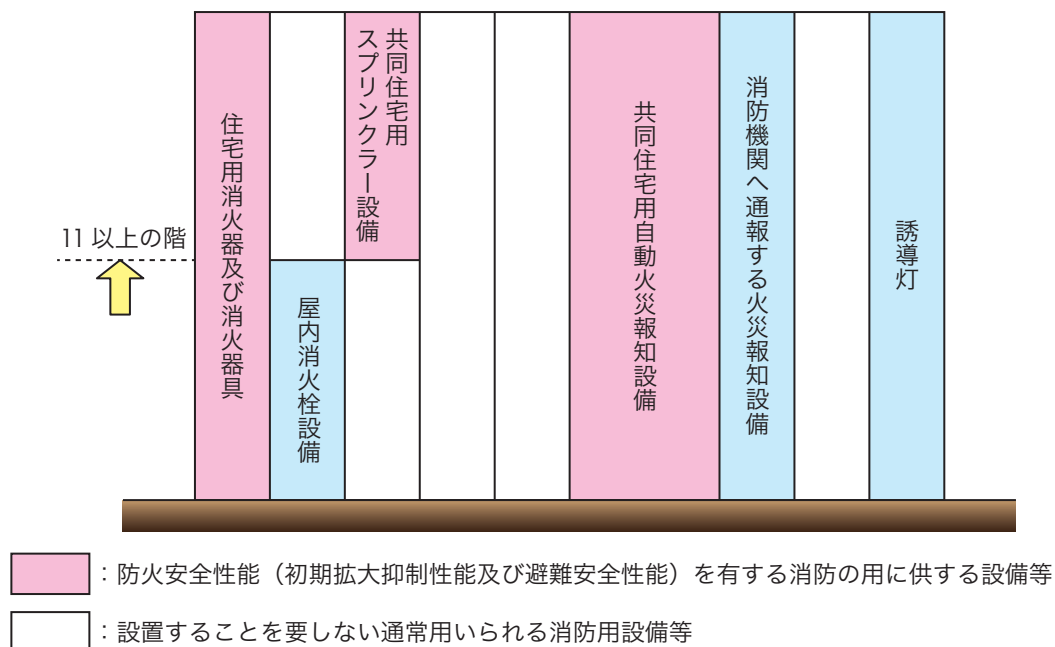 住宅用消火器及び消火器具
屋内消火栓設備
共同住宅用
スプリンクラー設備
共同住宅用自動火災報知設備
消防機関へ通報する火災報知設備
誘導灯
11 以上の階
：防火安全性能（初期拡大抑制性能及び避難安全性能）を有する消防の用に供する設備等
：設置することを要しない通常用いられる消防用設備等